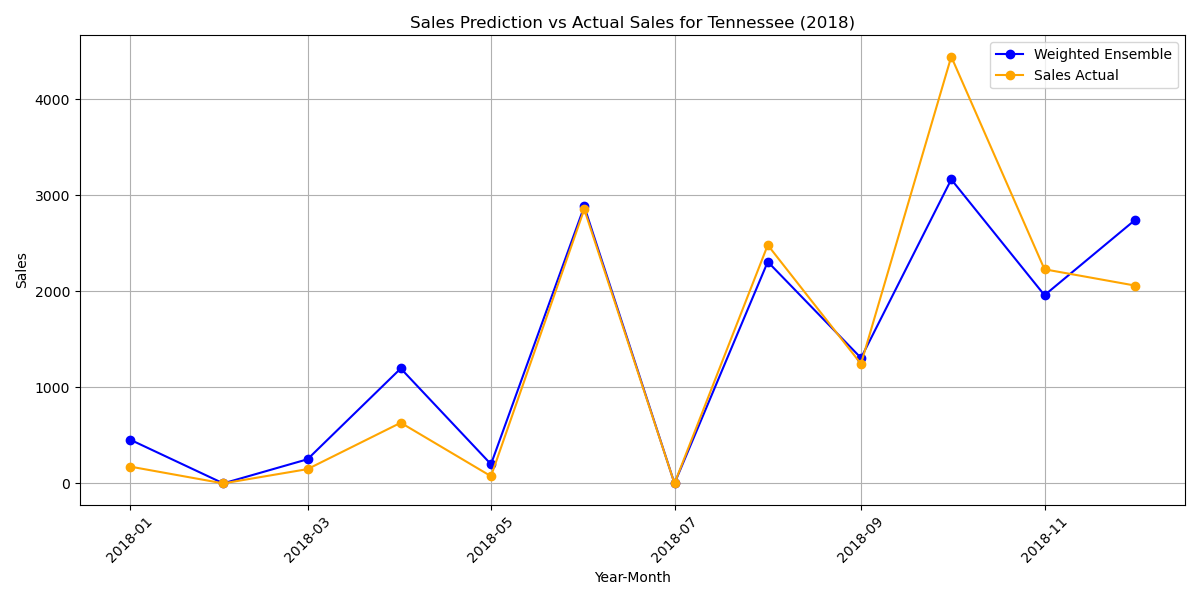 Sales Prediction vs Actual Sales for Tennessee (2018)
Weighted Ensemble
Sales Actual
Sales
4000
3000
2000
1000
0
2018-01
2018-03
2018-05
2018-07
2018-09
2018-11
Year-Month